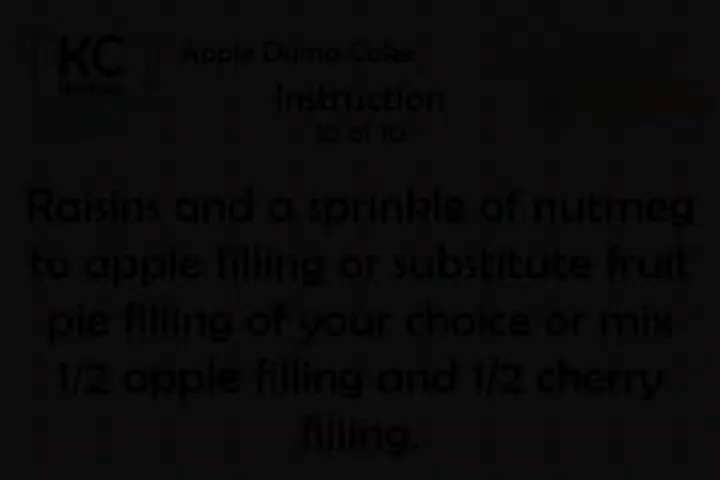 KC
Apple Dump Cake
Instruction
10 of 10
Raisins and a sprinkle of nutmeg
to apple filling or substitute fruit
pie filling of your choice or mix
1/2 apple filling and 1/2 cherry
filling.